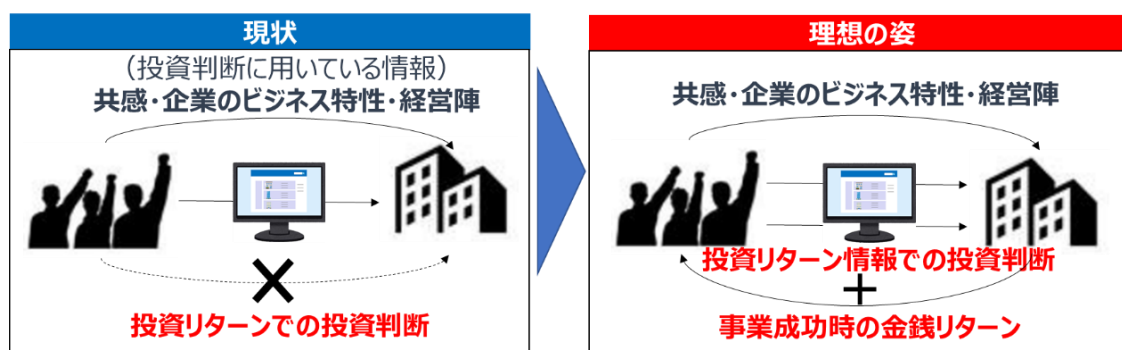 現状
（投資判断に用いている情報）
共感・企業のビジネス特性・経営陣
投資リターンでの投資判断
理想の姿
共感・企業のビジネス特性・経営陣
投資リターン情報での投資判断
＋
事業成功時の金銭リターン